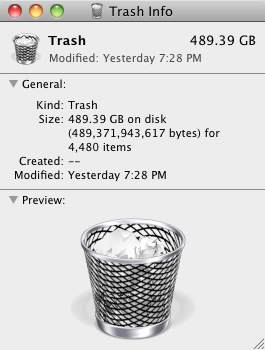 Trash Info
Trash 489.39 GB
Modified: Yesterday 7:28 PM
General:
Kind: Trash
Size: 489.39 GB on disk
(489,371,943,617 bytes) for
4,480 items
Created: --
Modified: Yesterday 7:28 PM
Preview: